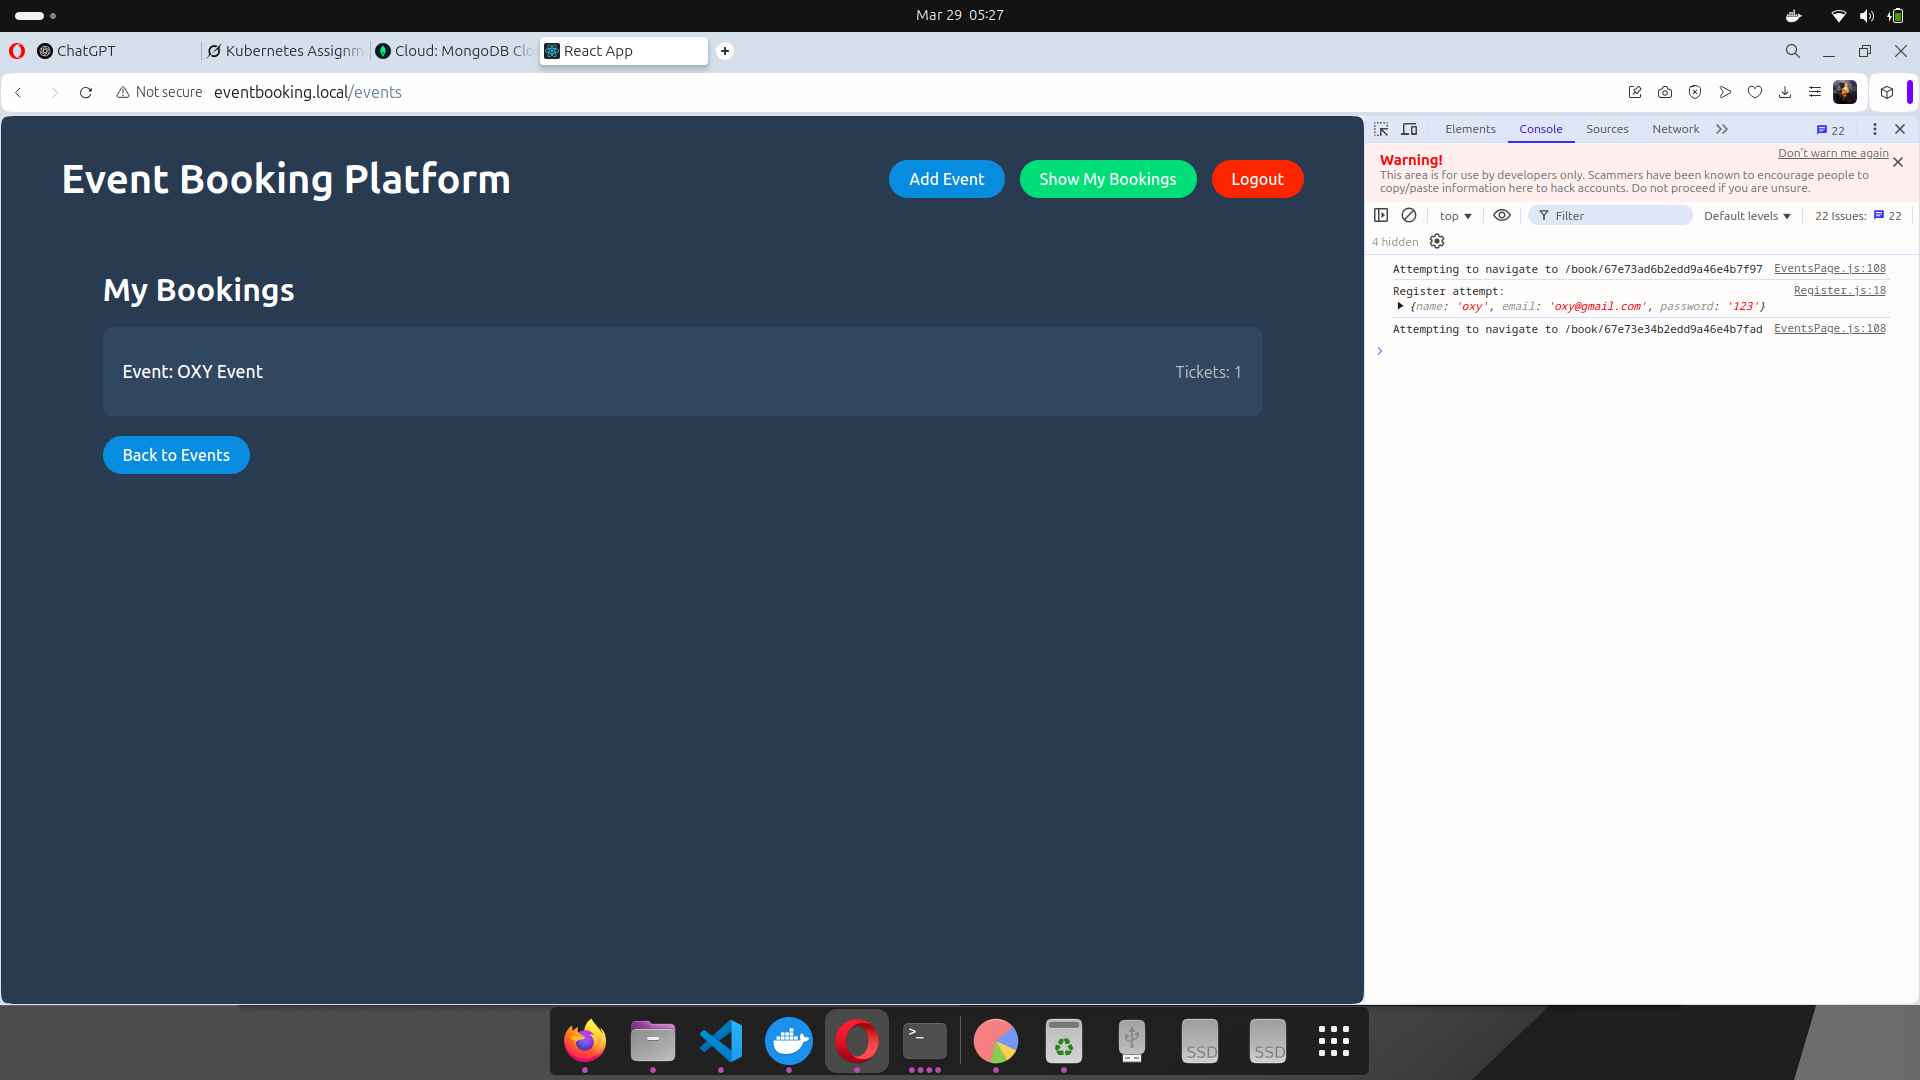 Mar 29 05:27
ChatGPT
Kubernetes Assignm
Cloud: MongoDB Clo
React App
Not secure eventbooking.local/events
Event Booking Platform
Add Event
Show My Bookings
Logout
My Bookings
Event: OXY Event
Tickets: 1
Back to Events
Elements Console Sources Network 22
Warning!
Don't warn me again
This area is for use by developers only. Scammers have been known to encourage people to
copy/paste information here to hack accounts. Do not proceed if you are unsure.
top Filter Default levels 22 Issues: 22
4 hidden
Attempting to navigate to /book/67e73ad6b2edd9a46e4b7f97 EventsPage.js:108
Register attempt: Register.js:18
{name: 'oxy', email: 'oxy@gmail.com', password: '123'}
Attempting to navigate to /book/67e73e34b2edd9a46e4b7fad EventsPage.js:108
>_
SSD
SSD